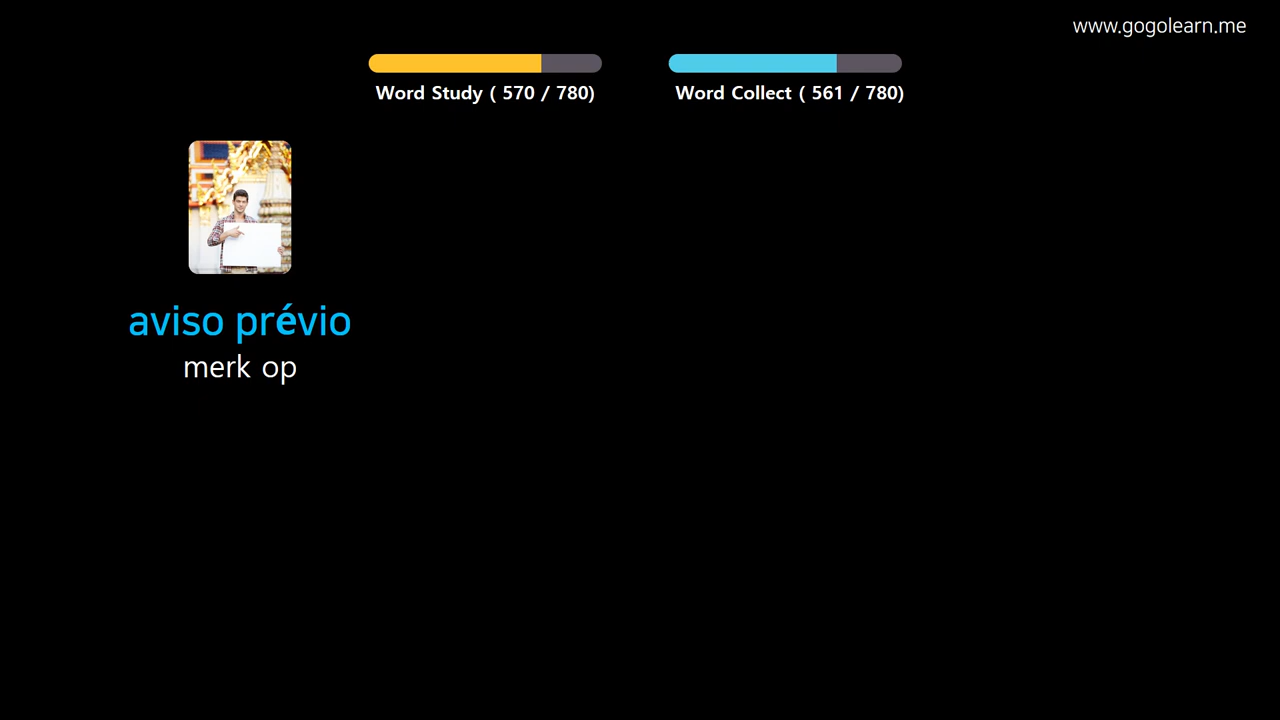 www.gogolearn.me
Word Study ( 570 / 780)
Word Collect ( 561 / 780)
aviso prévio
merk op